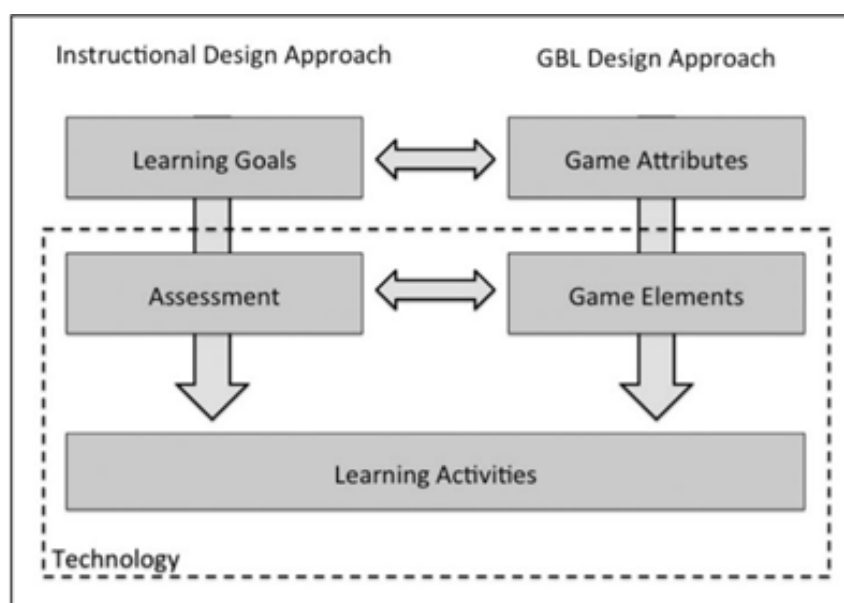 Instructional Design Approach
GBL Design Approach
Learning Goals
Game Attributes
Assessment
Game Elements
Learning Activities
Technology